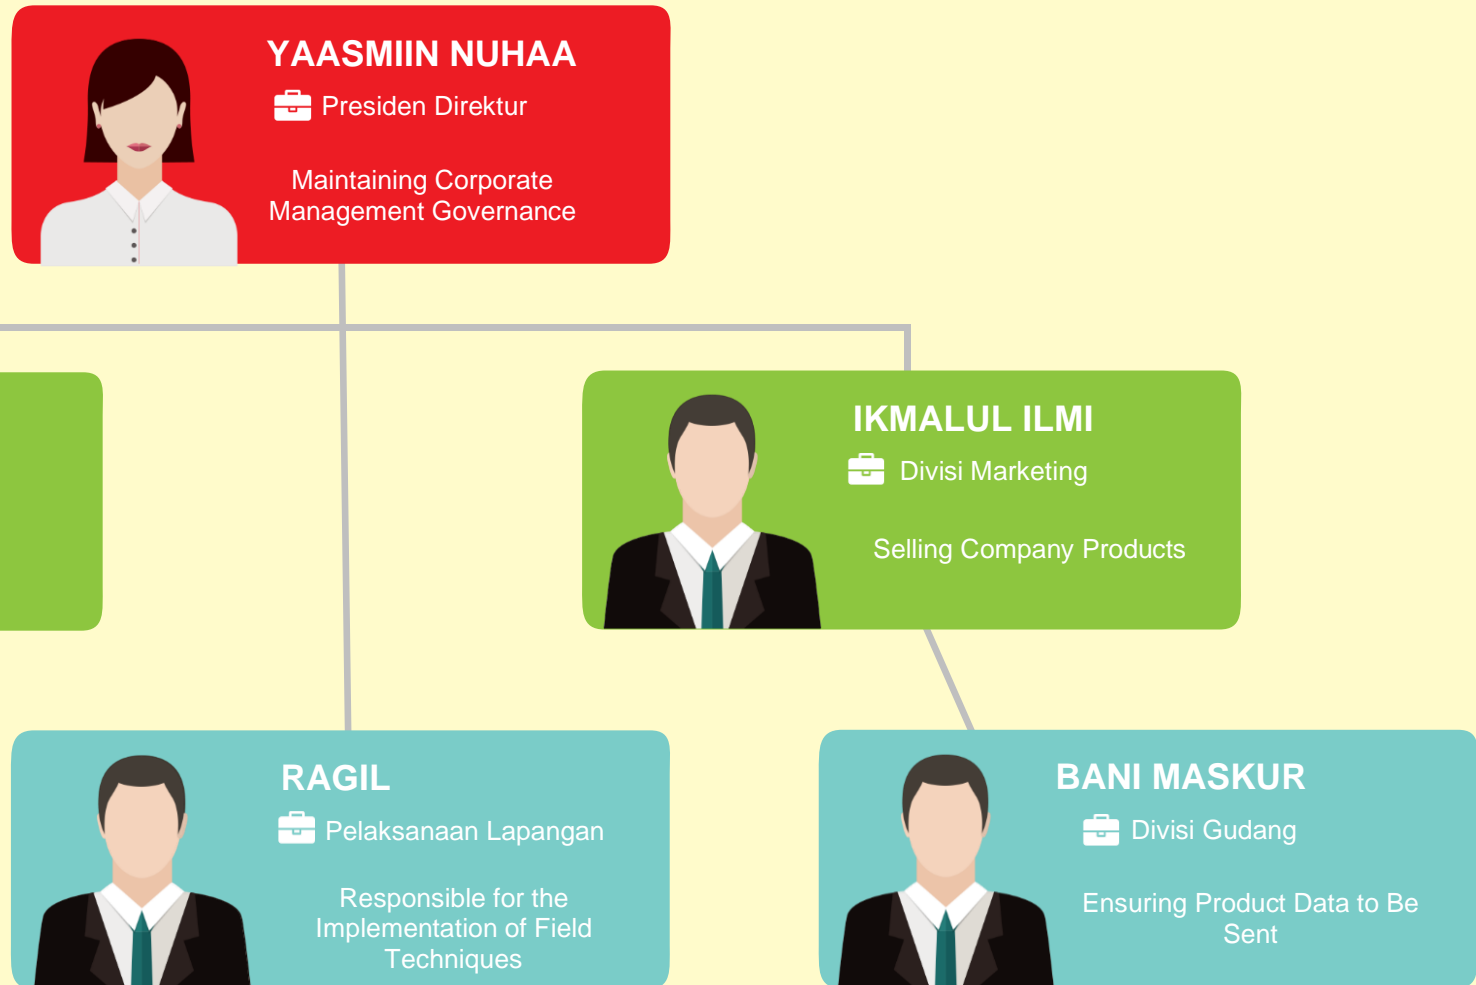 YAASMIIN NUHAA
Presiden Direktur
Maintaining Corporate
Management Governance
IKMALUL ILMI
Divisi Marketing
Selling Company Products
RAGIL
Pelaksanaan Lapangan
Responsible for the
Implementation of Field
Techniques
BANI MASKUR
Divisi Gudang
Ensuring Product Data to Be
Sent